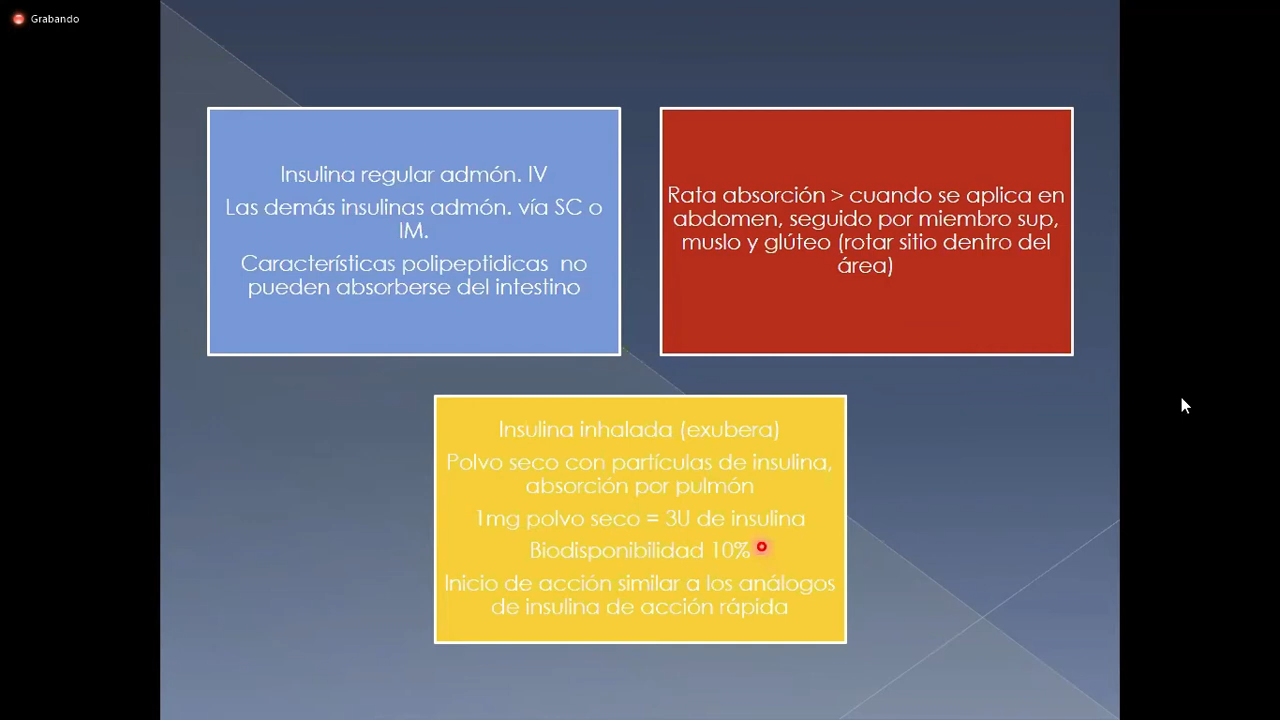 Grabando
Insulina regular admón. IV
Las demás insulinas admón. vía SC o
IM.
Características polipeptidicas no
pueden absorberse del intestino
Rata absorción > cuando se aplica en
abdomen, seguido por miembro sup,
muslo y glúteo (rotar sitio dentro del
área)
Insulina inhalada (exubera)
Polvo seco con partículas de insulina,
absorción por pulmón
1mg polvo seco = 3U de insulina
Biodisponibilidad 10%
Inicio de acción similar a los análogos
de insulina de acción rápida